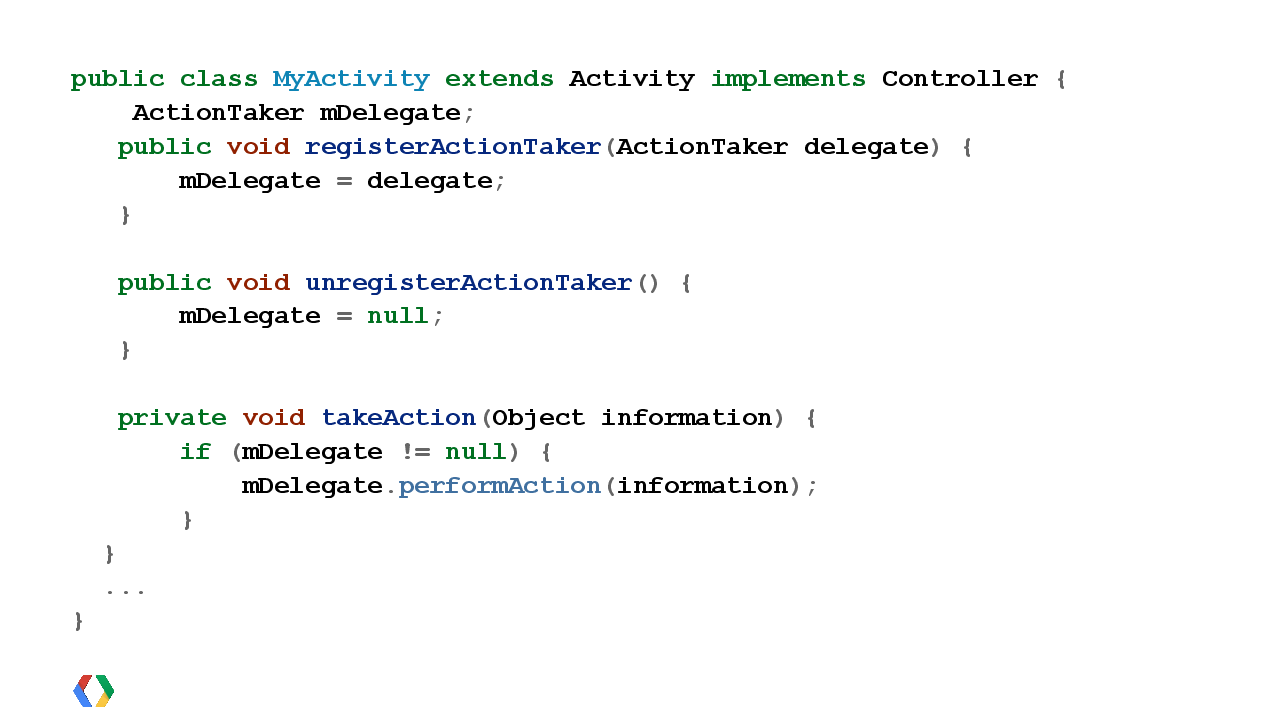 public class MyActivity extends Activity implements Controller {
    ActionTaker mDelegate;
   public void registerActionTaker(ActionTaker delegate) {
       mDelegate = delegate;
   }

   public void unregisterActionTaker() {
       mDelegate = null;
   }

   private void takeAction(Object information) {
       if (mDelegate != null) {
           mDelegate.performAction(information);
       }
  }
  ...
}